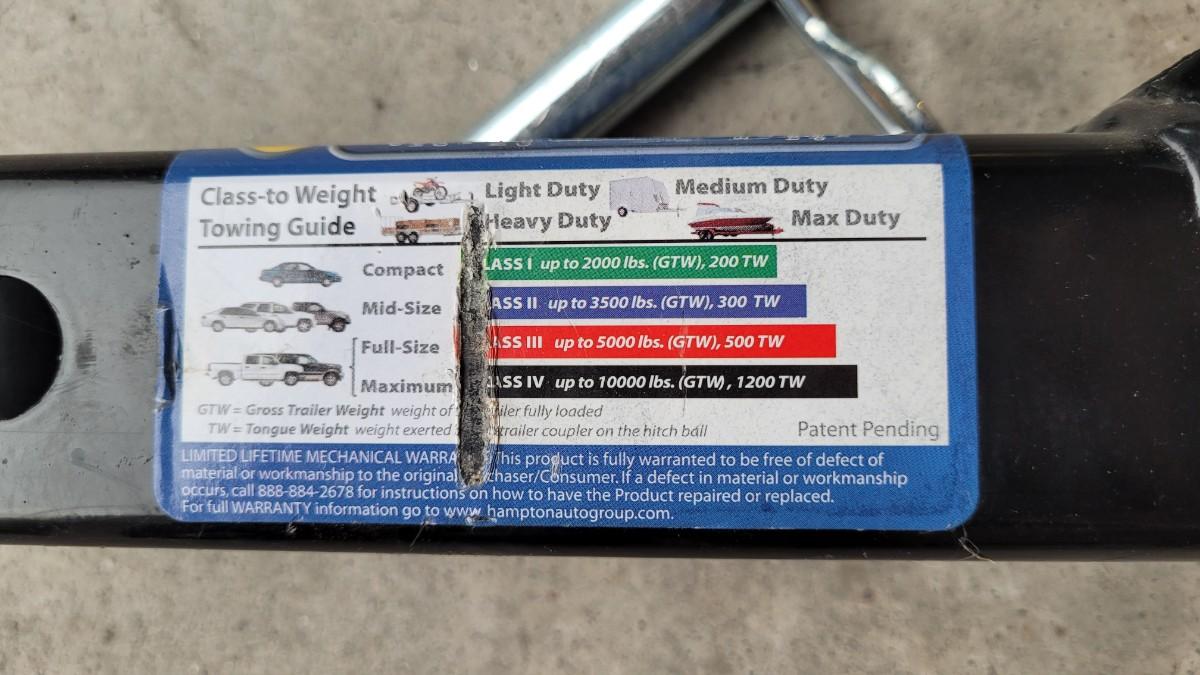 Class-to Weight
Towing Guide
Light Duty
Medium Duty
Heavy Duty
Max Duty
Compact
LASS I up to 2000 lbs. (GTW), 200 TW
Mid-Size
ASS II up to 3500 lbs. (GTW), 300 TW
Full-Size
ASS III up to 5000 lbs. (GTW), 500 TW
Maximum
ASS IV up to 10000 lbs. (GTW), 1200 TW
GTW = Gross Trailer Weight weight of iler fully loaded
TW = Tongue Weight weight exerted trailer coupler on the hitch ball
Patent Pending
LIMITED LIFETIME MECHANICAL WARRA This product is fully warranted to be free of defect of
material or workmanship to the original chaser/Consumer. If a defect in material or workmanship
occurs, call 888-884-2678 for instructions on how to have the Product repaired or replaced.
For full WARRANTY information go to www.hamptonautogroup.com.